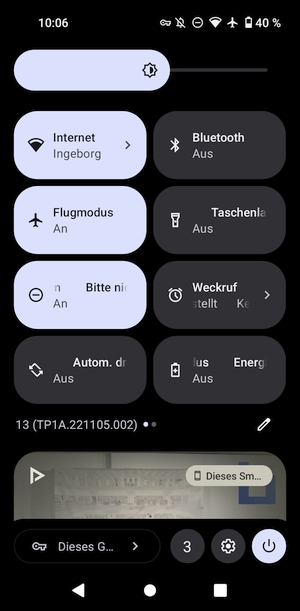 10:06
40 %
Internet
Ingeborg
Bluetooth
Aus
Flugmodus
An
Taschenla
Aus
n Bitte nic
An
Weckruf
stellt Ke
Autom. dr
Aus
lus Energ
Aus
13 (TP1A.221105.002)
Dieses Sm...
Dieses G...
3